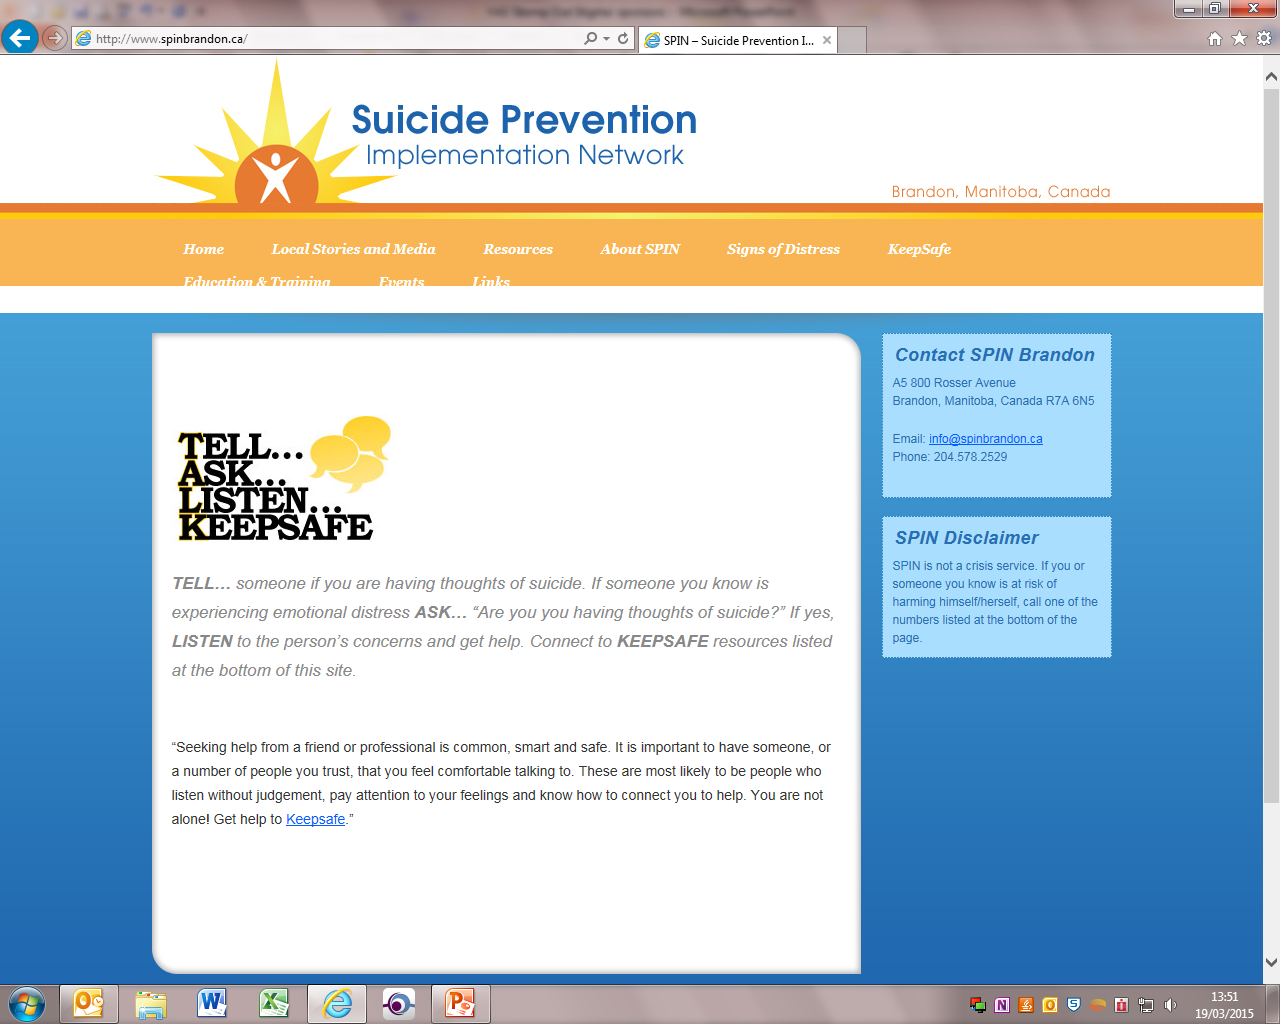 http://www.spinbrandon.ca/
SPIN – Suicide Prevention I...
Suicide Prevention
Implementation Network
Brandon, Manitoba, Canada
Home Local Stories and Media Resources About SPIN Signs of Distress KeepSafe
Education & Training Events Links
TELL...
ASK...
LISTEN...
KEEPSAFE
TELL… someone if you are having thoughts of suicide. If someone you know is
experiencing emotional distress ASK… “Are you you having thoughts of suicide?” If yes,
LISTEN to the person’s concerns and get help. Connect to KEEPSAFE resources listed
at the bottom of this site.
“Seeking help from a friend or professional is common, smart and safe. It is important to have someone, or
a number of people you trust, that you feel comfortable talking to. These are most likely to be people who
listen without judgement, pay attention to your feelings and know how to connect you to help. You are not
alone! Get help to Keepsafe.”
Contact SPIN Brandon
A5 800 Rosser Avenue
Brandon, Manitoba, Canada R7A 6N5
Email: info@spinbrandon.ca
Phone: 204.578.2529
SPIN Disclaimer
SPIN is not a crisis service. If you or
someone you know is at risk of
harming himself/herself, call one of the
numbers listed at the bottom of the
page.
13:51
19/03/2015